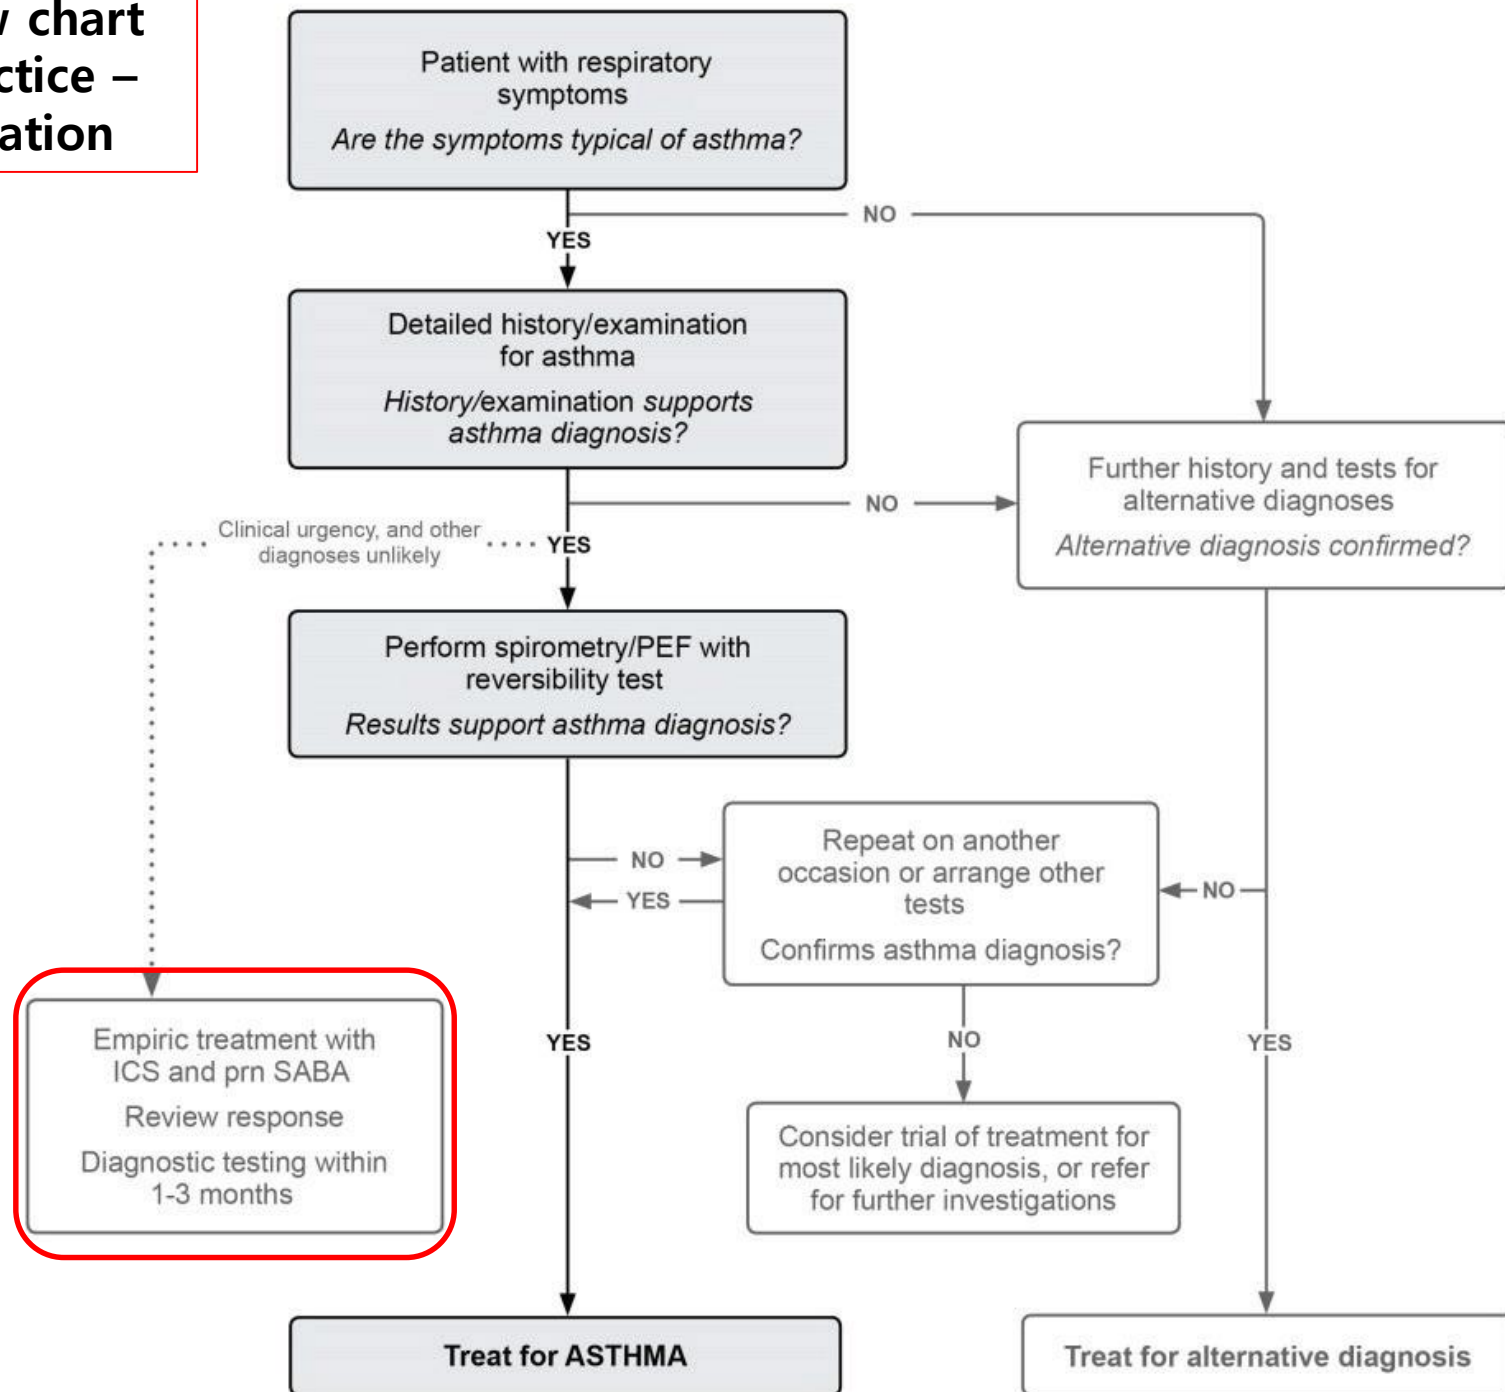 chart
–
Patient with respiratory
symptoms
Are the symptoms typical of asthma?
NO
YES
Detailed history/examination
for asthma
History/examination supports
asthma diagnosis?
Further history and tests for
alternative diagnoses
Alternative diagnosis confirmed?
NO
Clinical urgency, and other
diagnoses unlikely
YES
Perform spirometry/PEF with
reversibility test
Results support asthma diagnosis?
Repeat on another
occasion or arrange other
tests
Confirms asthma diagnosis?
NO
YES
NO
Empiric treatment with
ICS and prn SABA
Review response
Diagnostic testing within
1-3 months
YES
NO
YES
Consider trial of treatment for
most likely diagnosis, or refer
for further investigations
Treat for ASTHMA
Treat for alternative diagnosis